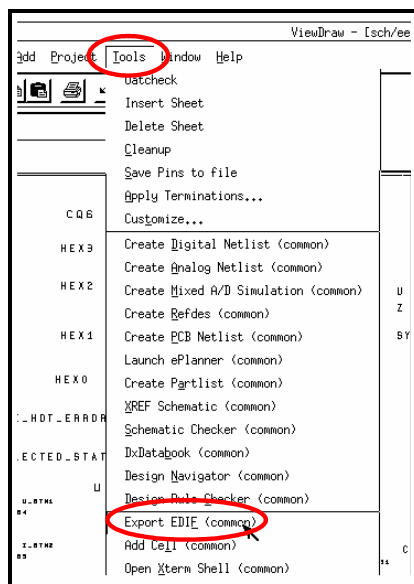 ViewDraw - [sch/ee
Add Project Tools Window Help
Datcheck
Insert Sheet
Delete Sheet
Cleanup
Save Pins to file
Apply Terminations...
Customize...
Create Digital Netlist (common)
Create Analog Netlist (common)
Create Mixed A/D Simulation (common)
Create Refdes (common)
Create PCB Netlist (common)
Launch ePlanner (common)
Create Partlist (common)
XREF Schematic (common)
Schematic Checker (common)
DxDatabook (common)
Design Navigator (common)
Design Rule Checker (common)
Export EDIF (common)
Add Cell (common)
Open Xterm Shell (common)
CQ6
HEX3
HEX2
HEX1
HEX0
_HDT_ERROR
LECTED_STAT
U
U
Z
SY
C